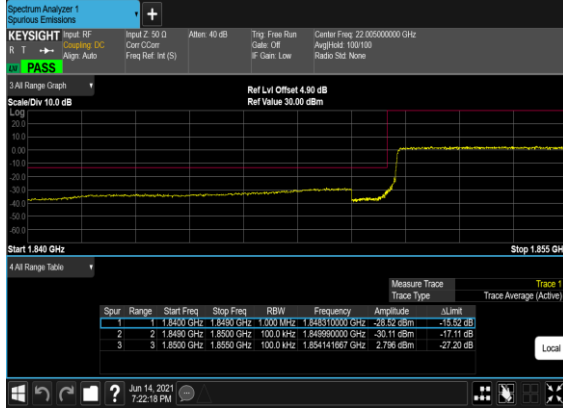 Spectrum Analyzer 1
Spurious Emissions
+
KEYSIGHT Input: RF Input Z: 50 Ω Atten: 40 dB Trig: Free Run Center Freq: 22.005000000 GHz
R T Coupling: DC Corr CCorr Gate: Off Avg|Hold: 100/100
Align: Auto Freq Ref: Int (S) IF Gain: Low Radio Std: None
PASS
3 All Range Graph Ref Lvl Offset 4.90 dB
Scale/Div 10.0 dB Ref Value 30.00 dBm
Log
20.0
10.0
0.00
-10.0
-20.0
-30.0
-40.0
-50.0
-60.0
Start 1.840 GHz Stop 1.855 GH
4 All Range Table
Measure Trace Trace 1
Trace Type Trace Average (Active)
Spur Range Start Freq Stop Freq RBW Frequency Amplitude ΔLimit
1 1 1.8400 GHz 1.8490 GHz 1.000 MHz 1.848310000 GHz -28.52 dBm -15.52 dB
2 2 1.8490 GHz 1.8500 GHz 100.0 kHz 1.849990000 GHz -30.11 dBm -17.11 dB
3 3 1.8500 GHz 1.8550 GHz 100.0 kHz 1.854141667 GHz 2.796 dBm -27.20 dB
Local
? Jun 14, 2021
7:22:18 PM